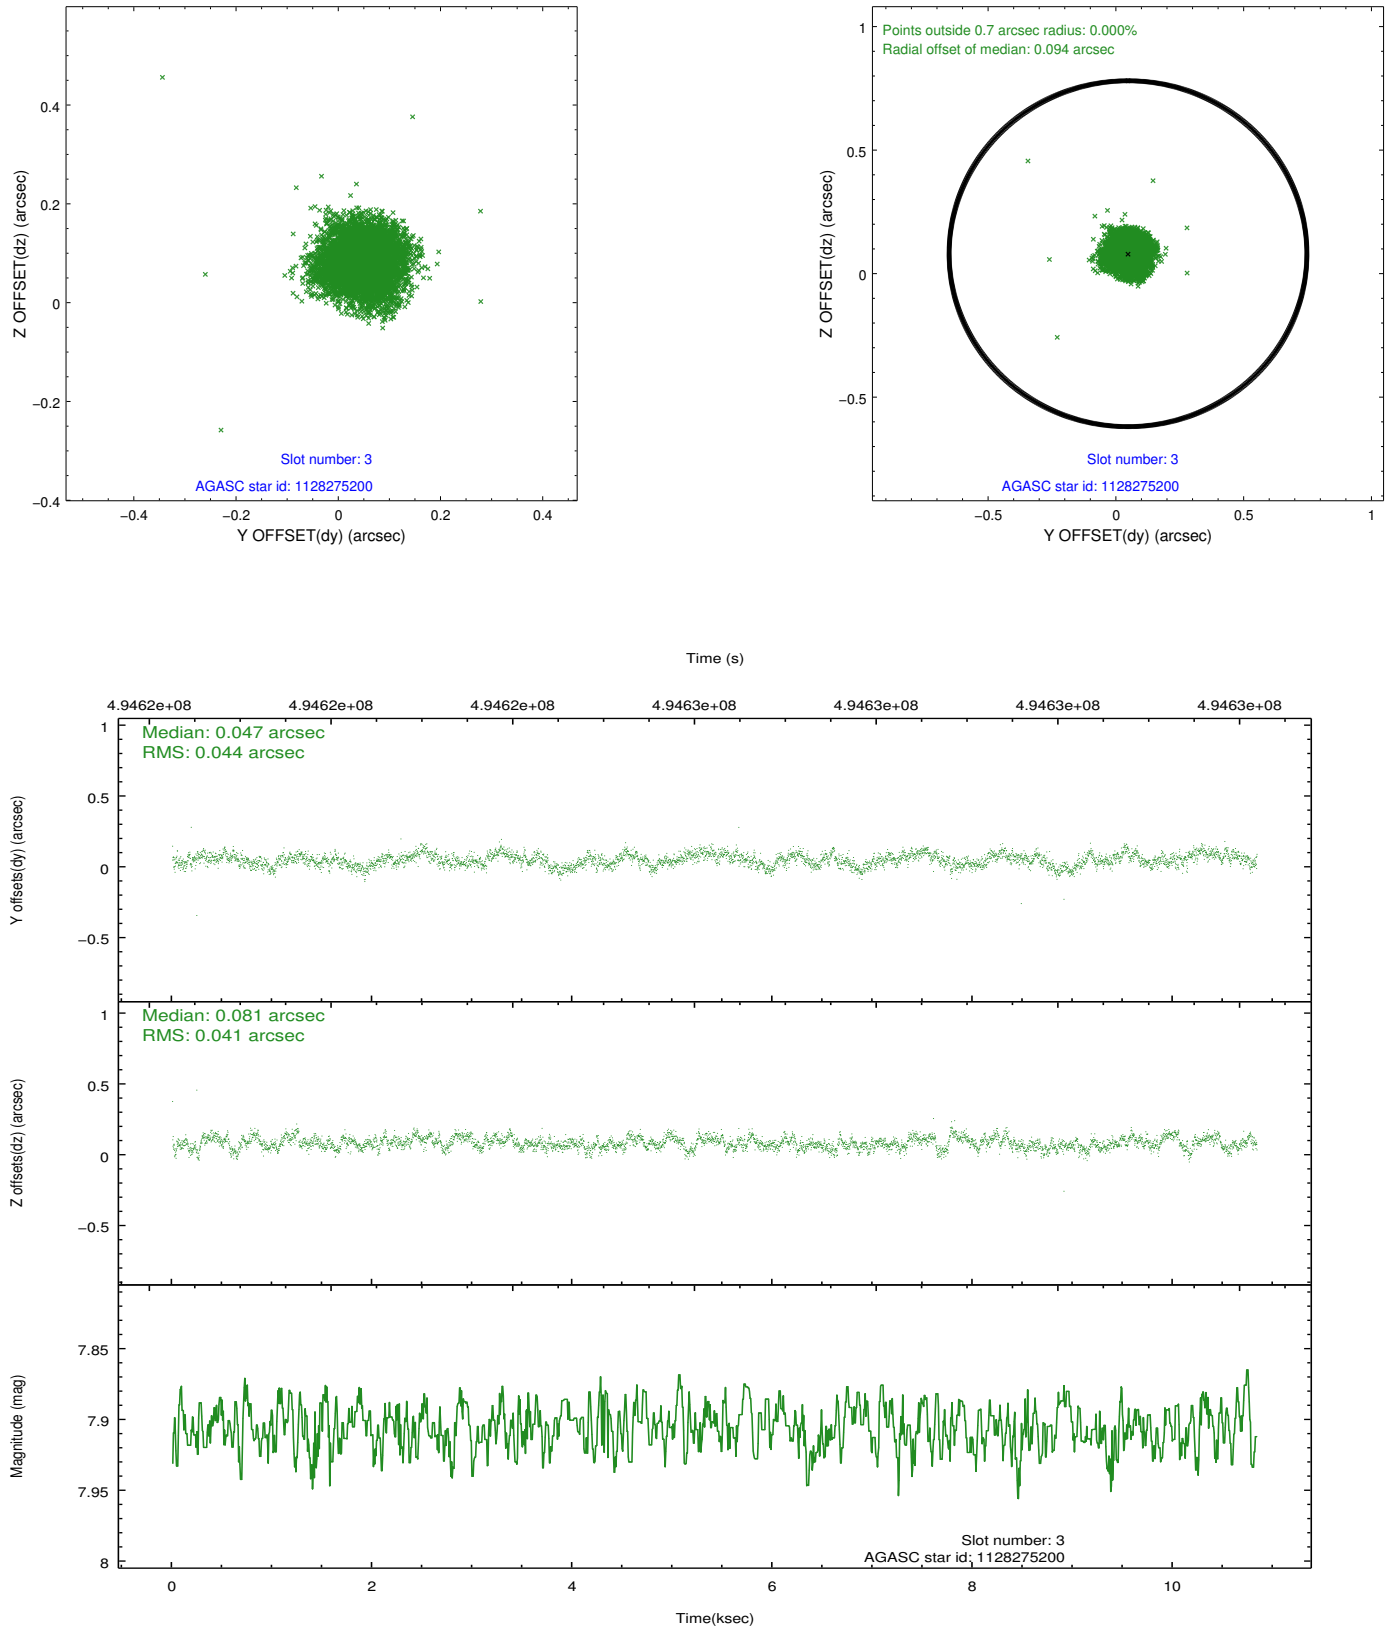 0.4
0.2
0
−0.2
−0.4
−0.4
−0.2
0
0.2
0.4
Z OFFSET(dz) (arcsec)
Y OFFSET(dy) (arcsec)
Slot number: 3
AGASC star id: 1128275200
Points outside 0.7 arcsec radius: 0.000%
Radial offset of median: 0.094 arcsec
1
0.5
0
−0.5
−0.5
0
0.5
1
Z OFFSET(dz) (arcsec)
Y OFFSET(dy) (arcsec)
Slot number: 3
AGASC star id: 1128275200
Time (s)
4.9462e+08
4.9462e+08
4.9462e+08
4.9463e+08
4.9463e+08
4.9463e+08
4.9463e+08
Median: 0.047 arcsec
RMS: 0.044 arcsec
1
0.5
0
−0.5
Y offsets(dy) (arcsec)
Median: 0.081 arcsec
RMS: 0.041 arcsec
1
0.5
0
−0.5
Z offsets(dz) (arcsec)
7.85
7.9
7.95
8
Magnitude (mag)
Slot number: 3
AGASC star id: 1128275200
0
2
4
6
8
10
Time(ksec)